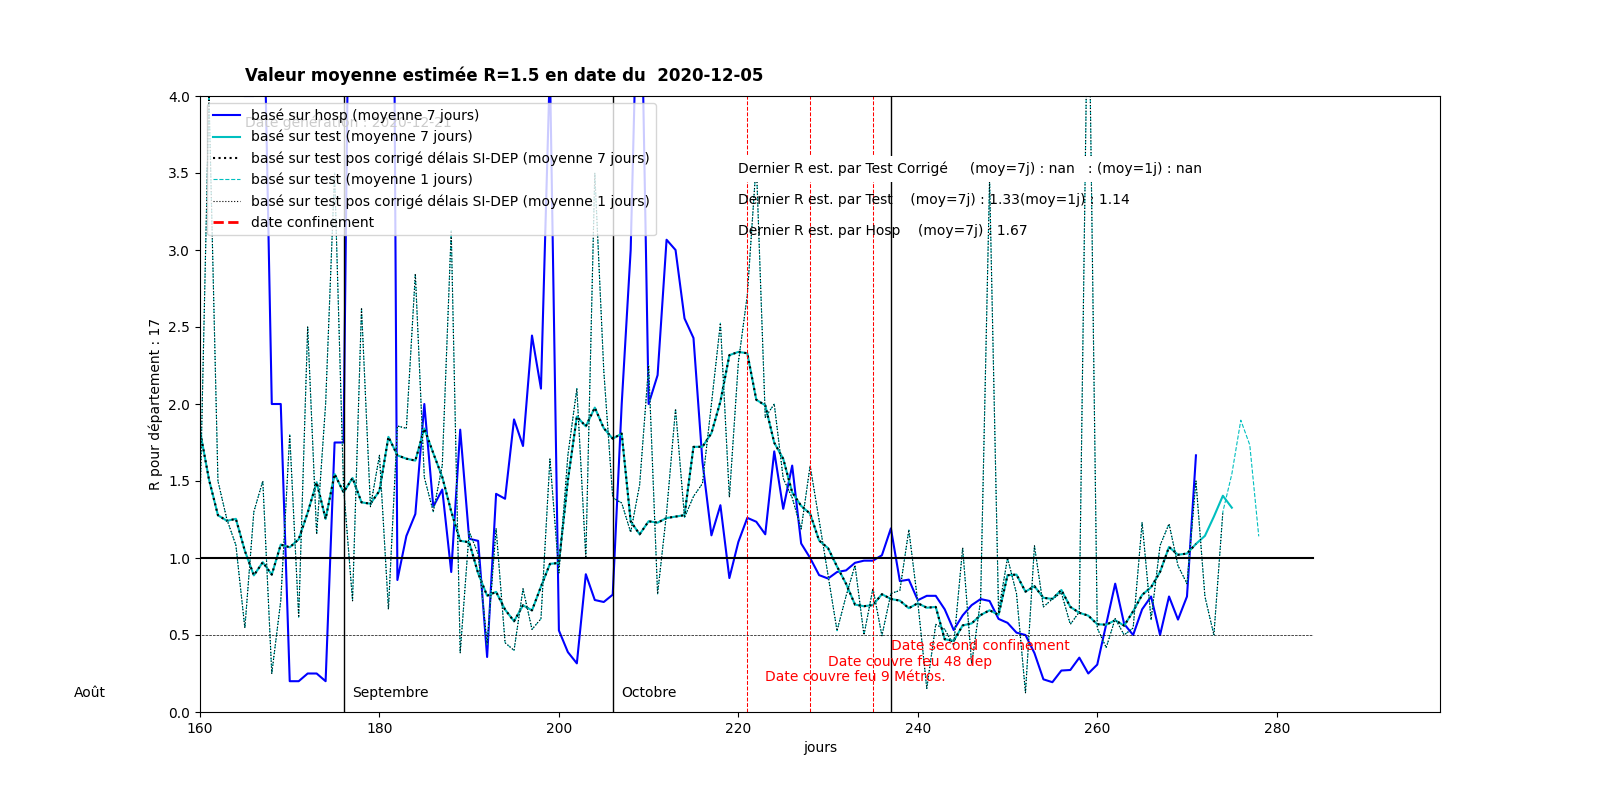 Valeur moyenne estimée R=1.5 en date du  2020-12-05
Date génération : 2020-12-21
basé sur hosp (moyenne 7 jours)
basé sur test (moyenne 7 jours)
basé sur test pos corrigé délais SI-DEP (moyenne 7 jours)
basé sur test (moyenne 1 jours)
basé sur test pos corrigé délais SI-DEP (moyenne 1 jours)
date confinement
Dernier R est. par Test Corrigé (moy=7j) : nan : (moy=1j) : nan
Dernier R est. par Test (moy=7j) : 1.33(moy=1j) : 1.14
Dernier R est. par Hosp (moy=7j) : 1.67
4.0
3.5
3.0
2.5
2.0
1.5
1.0
0.5
0.0
R pour département : 17
Date second confinement
Date couvre feu 48 dep
Date couvre feu 9 Métros.
Août
Septembre
Octobre
160 180 200 220 240 260 280
jours